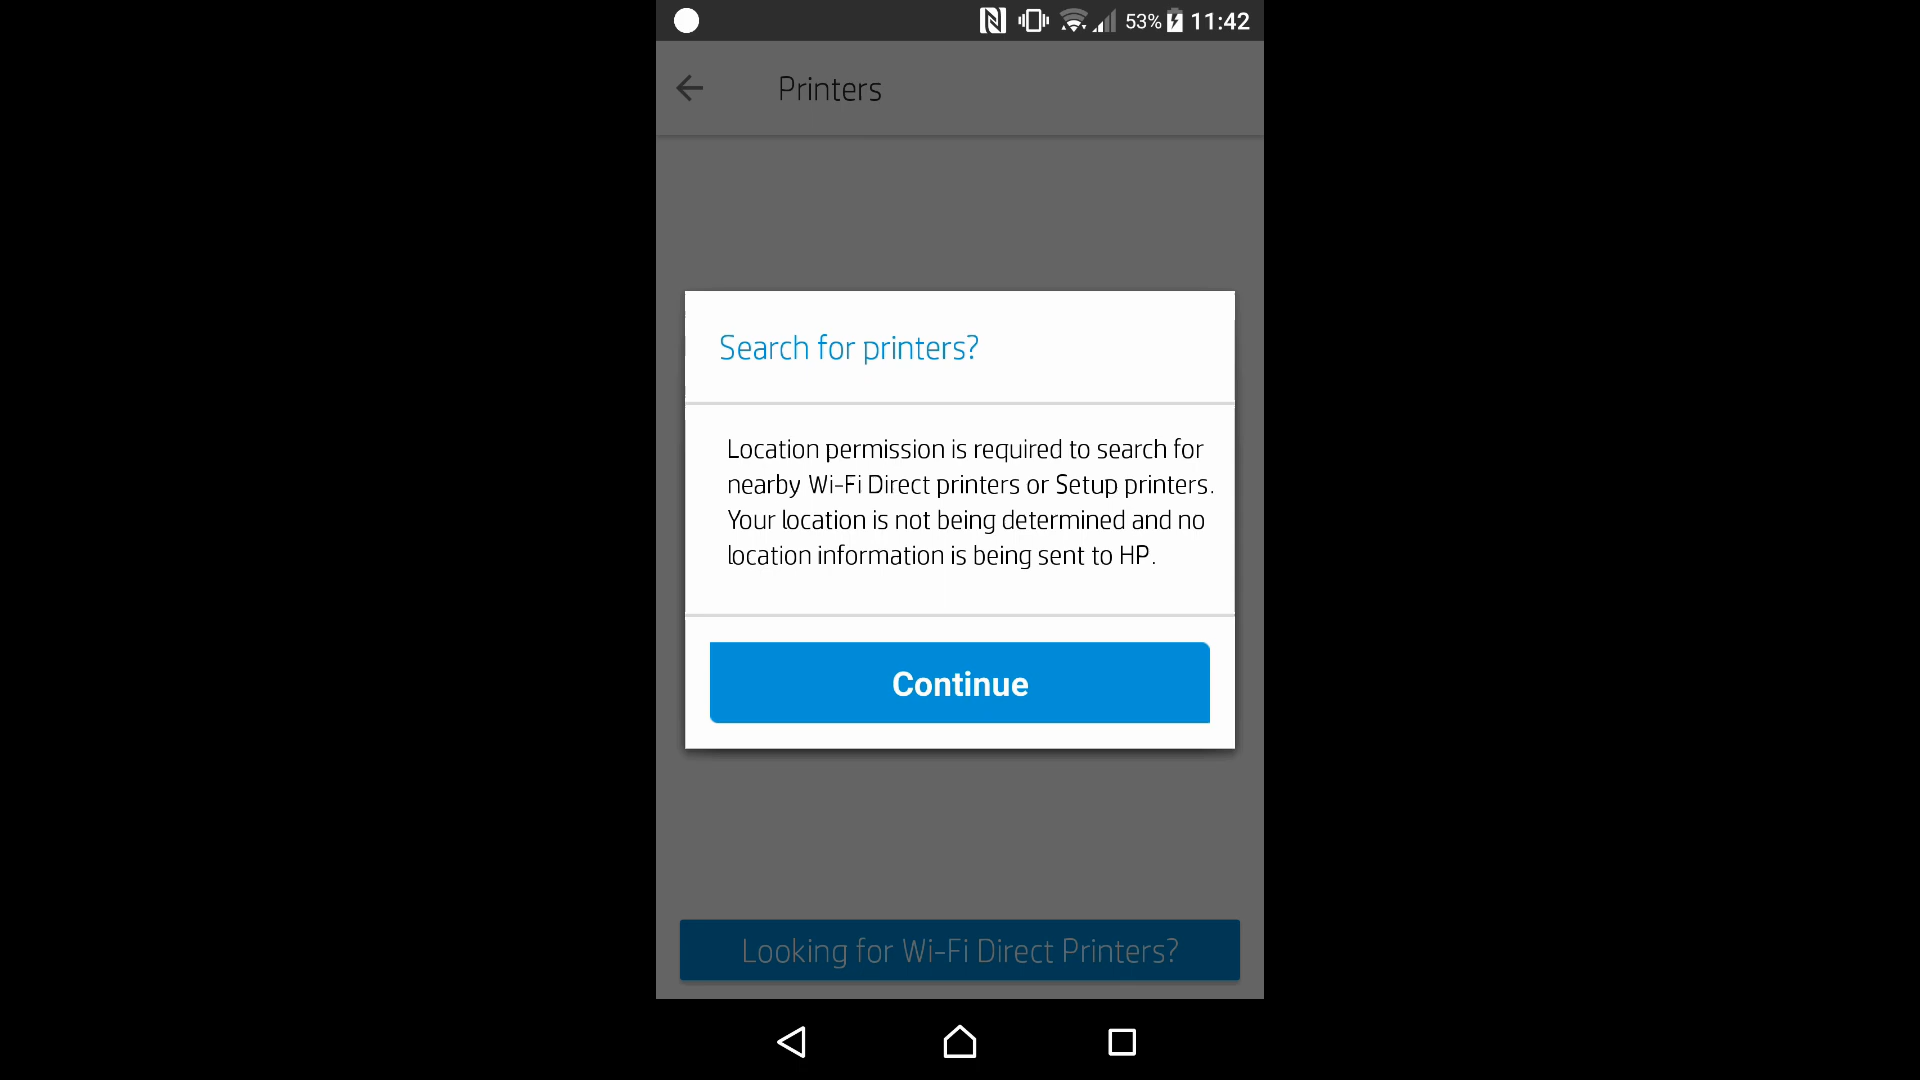 53% 11:42
Printers
Search for printers?
Location permission is required to search for
nearby Wi-Fi Direct printers or Setup printers.
Your location is not being determined and no
location information is being sent to HP.
Continue
Looking for Wi-Fi Direct Printers?